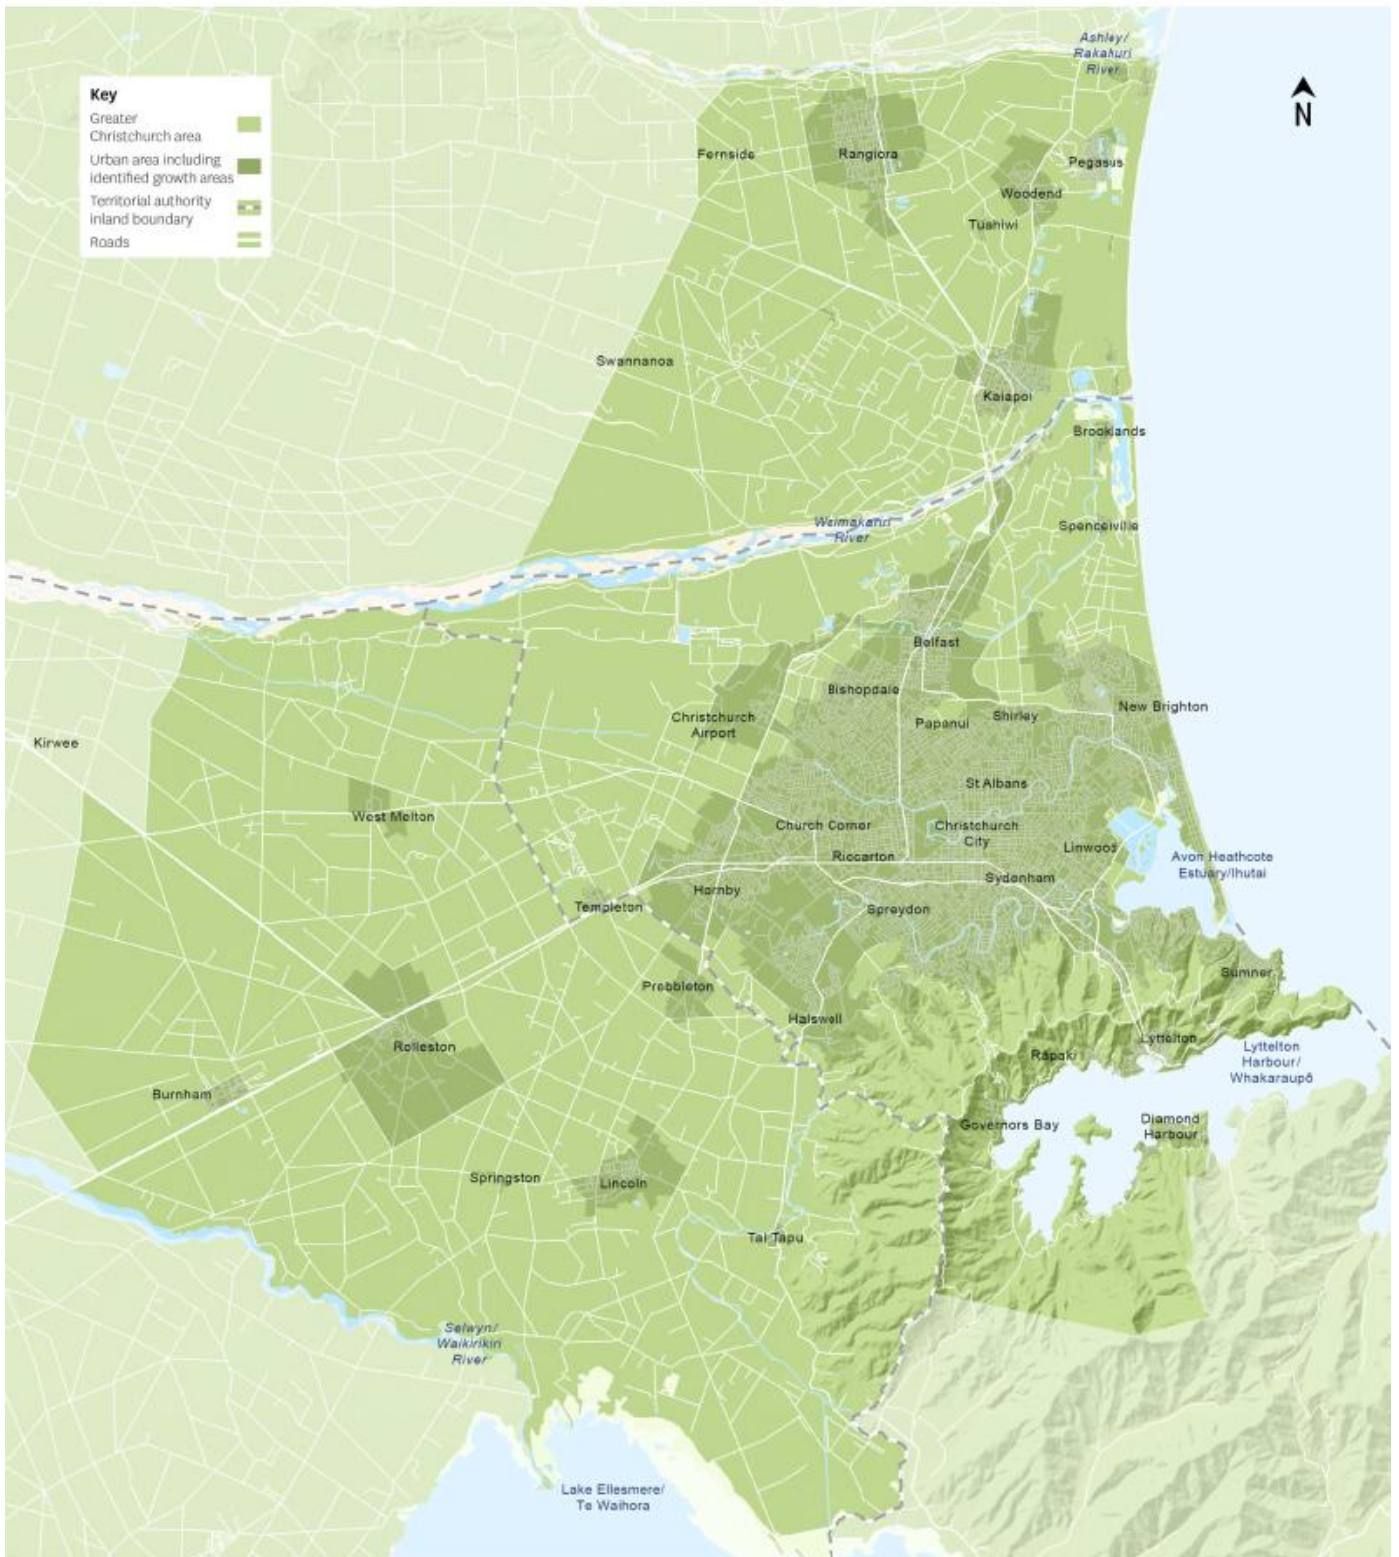 Key
Greater
Christchurch area
Urban area including
identified growth areas
Territorial authority
inland boundary
Roads
N
Ashley/
Rakahuri
River
Fernside
Rangiora
Pegasus
Woodend
Tuahiwi
Swannanoa
Kaiapoi
Brooklands
Waimakariri
River
Spencerville
Belfast
Bishopdale
Christchurch
Airport
Papanui
Shirley
New Brighton
Kirwee
St Albans
West Melton
Church Corner
Christchurch
City
Riccarton
Linwood
Avon Heathcote
Estuary/Ihutai
Sydenham
Hornby
Templeton
Spreydon
Prebbleton
Sumner
Halswell
Rolleston
Lyttelton
Rāpaki
Lyttelton
Harbour/
Whakaraupō
Burnham
Governors Bay
Diamond
Harbour
Springston
Lincoln
Tai Tapu
Selwyn/
Waikirikiri
River
Lake Ellesmere/
Te Waihora